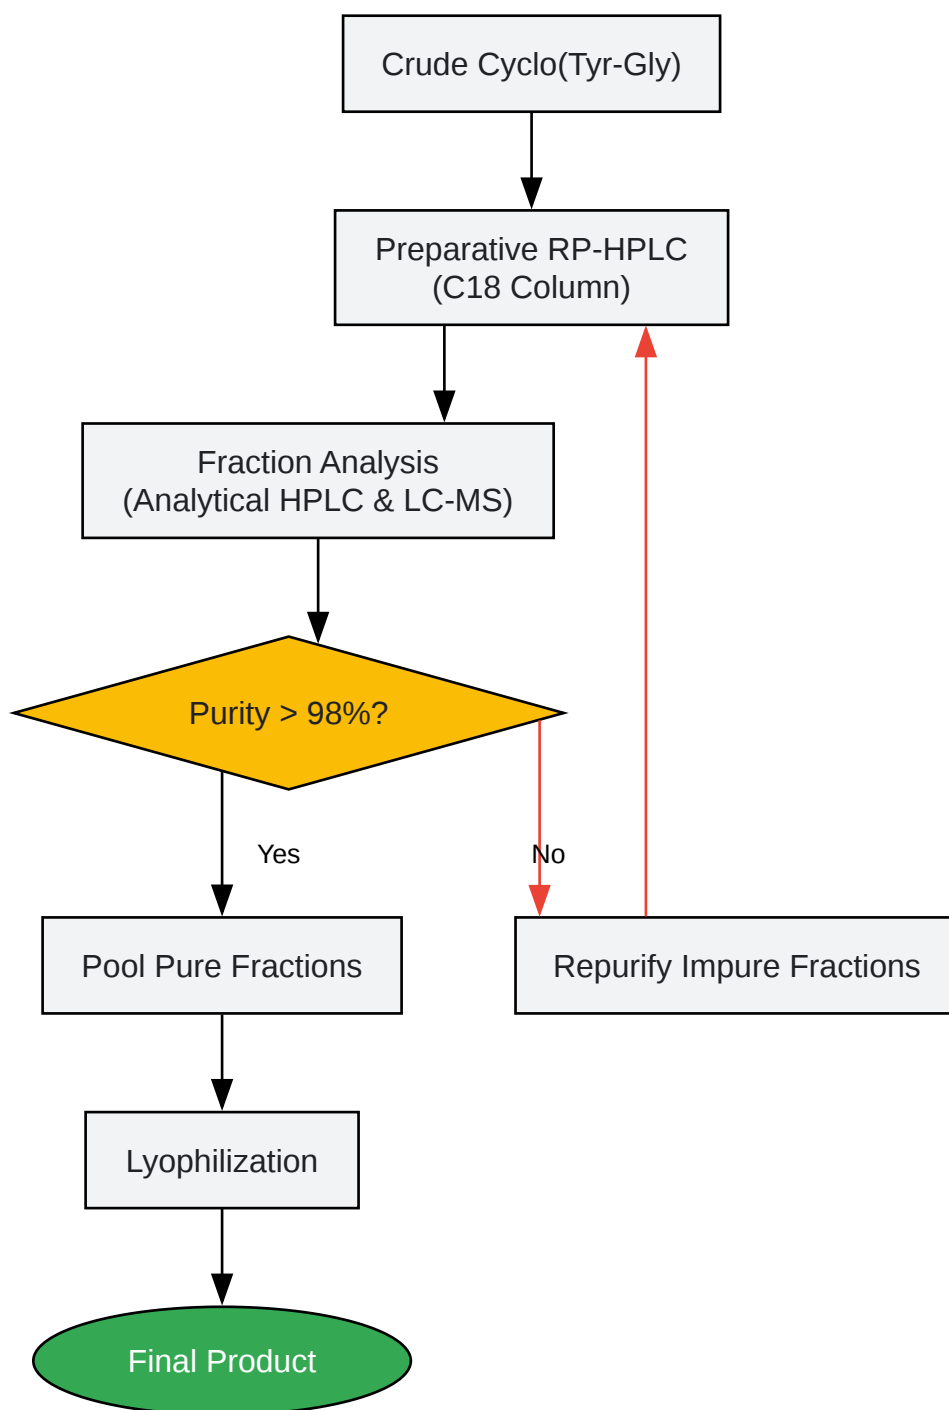 Crude Cyclo(Tyr-Gly)
Preparative RP-HPLC
(C18 Column)
Fraction Analysis
(Analytical HPLC & LC-MS)
Purity > 98%?
Yes
No
Pool Pure Fractions
Repurify Impure Fractions
Lyophilization
Final Product